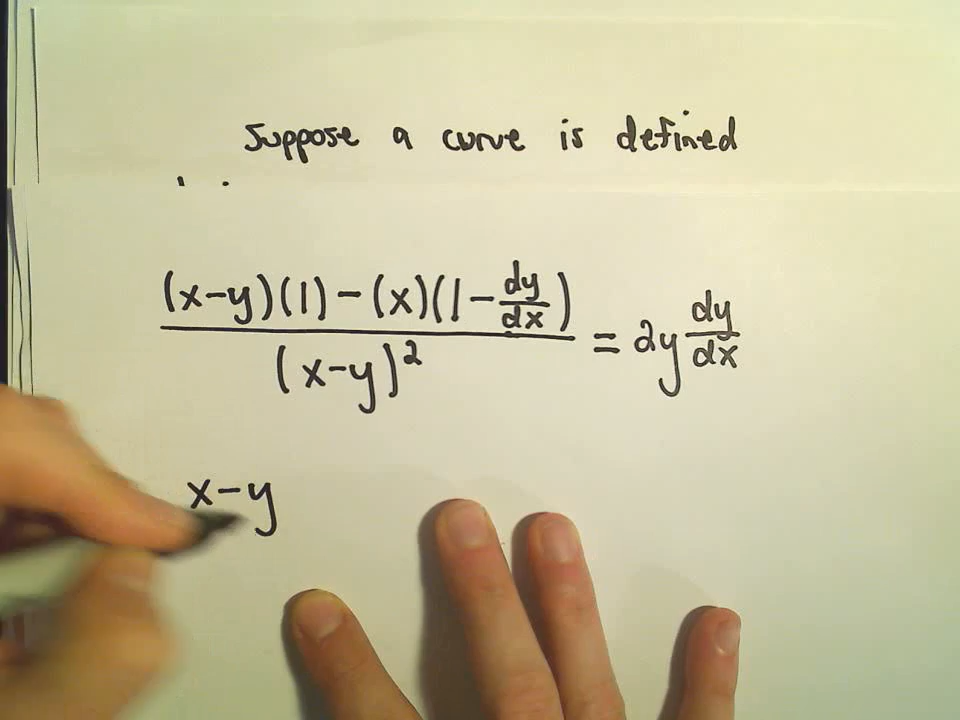 Suppose a curve is defined
(x-y)(1)-(x)(1-dy/dx)
/(x-y)^2 = 2y dy/dx
x-y